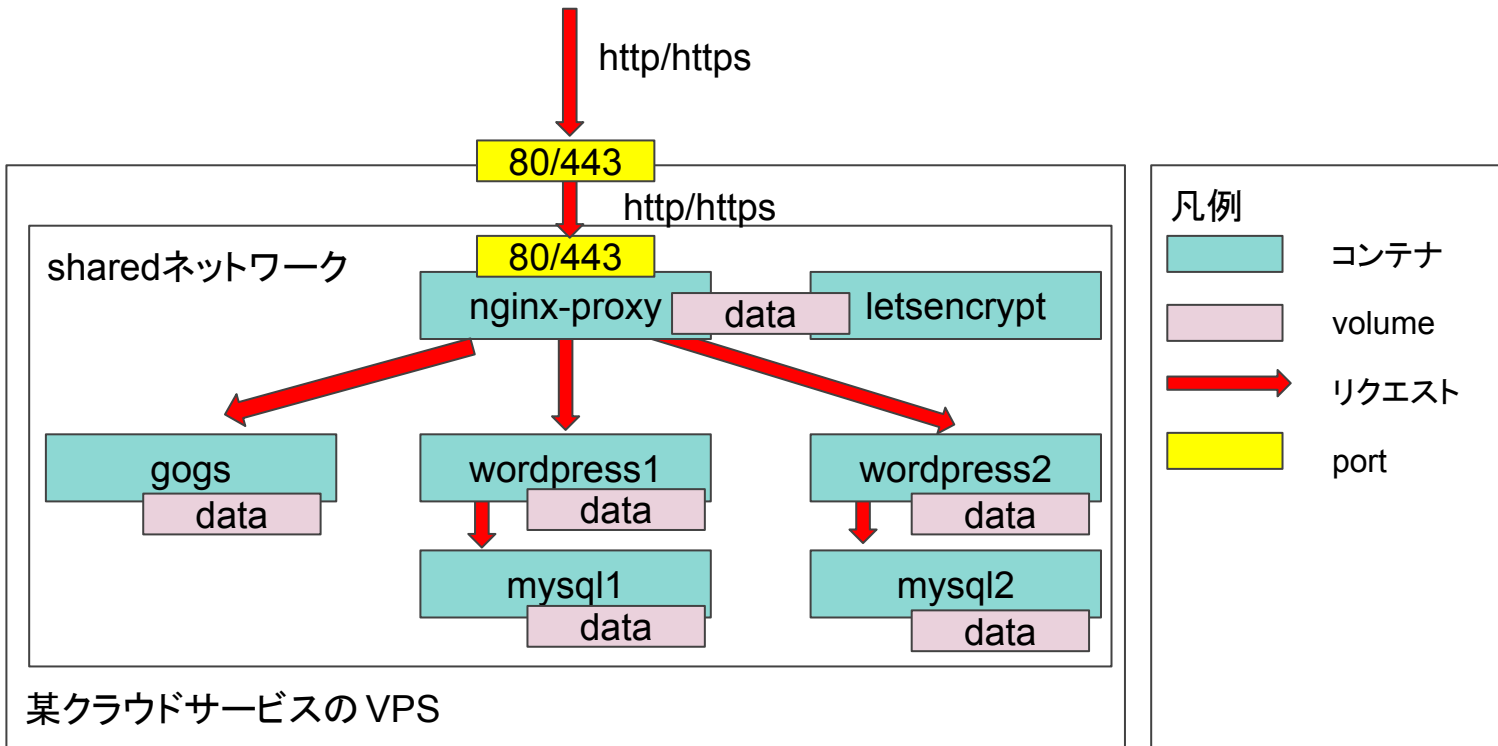 http/https
80/443
http/https
80/443
sharedネットワーク
nginx-proxy
data
letsencrypt
gogs
data
wordpress1
data
wordpress2
data
mysql1
data
mysql2
data
某クラウドサービスの VPS
凡例
コンテナ
volume
リクエスト
port